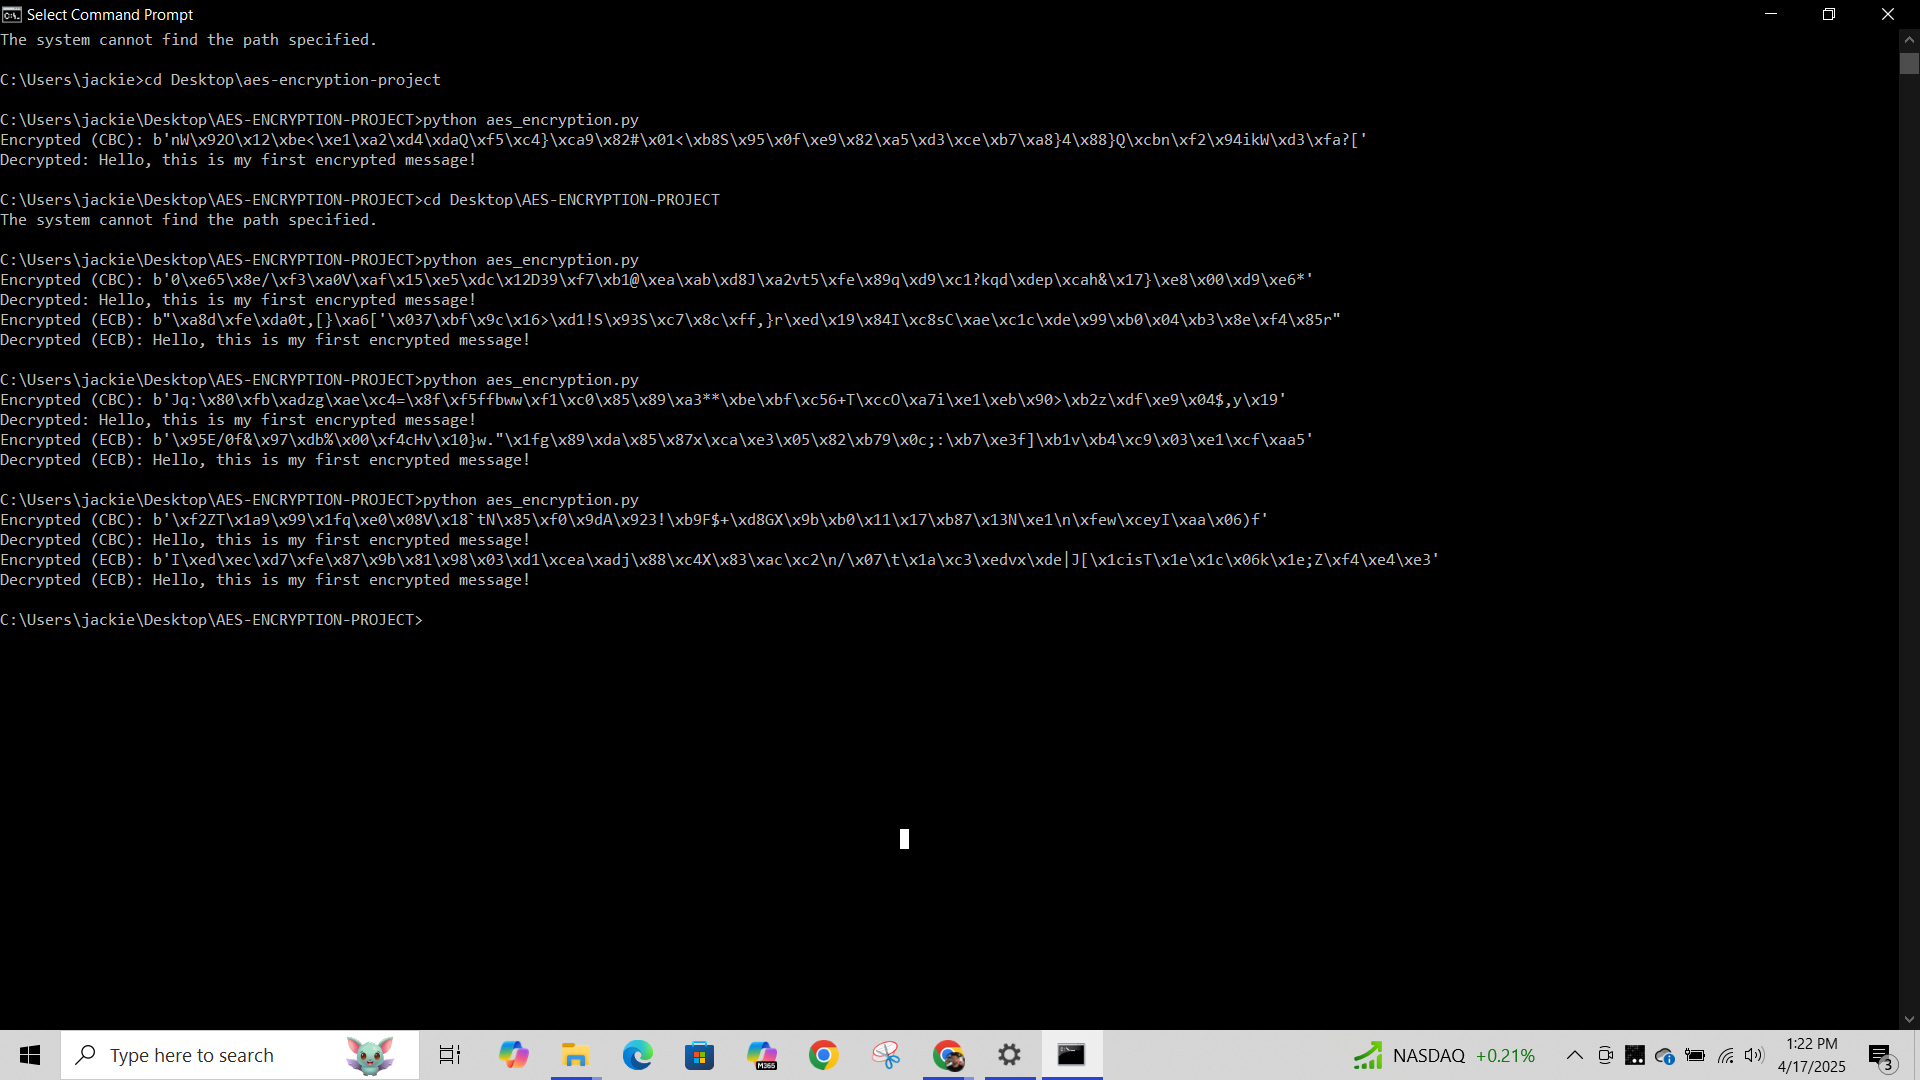 Select Command Prompt
The system cannot find the path specified.
C:\Users\jackie>cd Desktop\aes-encryption-project
C:\Users\jackie\Desktop\AES-ENCRYPTION-PROJECT>python aes_encryption.py
Encrypted (CBC): b'nW\x92O\x12\xbe<\xe1\xa2\xd4\xdaQ\xf5\xc4}\xca9\x82#\x01<\xb8S\x95\x0f\xe9\x82\xa5\xd3\xce\xb7\xa8}4\x88}Q\xcbn\xf2\x94ikW\xd3\xfa?['
Decrypted: Hello, this is my first encrypted message!
C:\Users\jackie\Desktop\AES-ENCRYPTION-PROJECT>cd Desktop\AES-ENCRYPTION-PROJECT
The system cannot find the path specified.
C:\Users\jackie\Desktop\AES-ENCRYPTION-PROJECT>python aes_encryption.py
Encrypted (CBC): b'0\xe65\x8e/\xf3\xa0V\xaf\x15\xe5\xdc\x12D39\xf7\xb1@\xea\xab\xd8J\xa2vt5\xfe\x89q\xd9\xc1?kqd\xdep\xcah&\x17}\xe8\x00\xd9\xe6*'
Decrypted: Hello, this is my first encrypted message!
Encrypted (ECB): b"\xa8d\xfe\xda0t,[}\xa6['\x037\xbf\x9c\x16>\xd1!S\x93S\xc7\x8c\xff,}r\xed\x19\x84I\xc8sC\xae\xc1c\xde\x99\xb0\x04\xb3\x8e\xf4\x85r"
Decrypted (ECB): Hello, this is my first encrypted message!
C:\Users\jackie\Desktop\AES-ENCRYPTION-PROJECT>python aes_encryption.py
Encrypted (CBC): b'Jq:\x80\xfb\xadzg\xae\xc4=\x8f\xf5ffbww\xf1\xc0\x85\x89\xa3**\xbe\xbf\xc56+T\xccO\xa7i\xe1\xeb\x90>\xb2z\xdf\xe9\x04$,y\x19'
Decrypted: Hello, this is my first encrypted message!
Encrypted (ECB): b'\x95E/0f&\x97\xdb%\x00\xf4cHv\x10}w."\x1fg\x89\xda\x85\x87x\xca\xe3\x05\x82\xb79\x0c;:\xb7\xe3f]\xb1v\xb4\xc9\x03\xe1\xcf\xaa5'
Decrypted (ECB): Hello, this is my first encrypted message!
C:\Users\jackie\Desktop\AES-ENCRYPTION-PROJECT>python aes_encryption.py
Encrypted (CBC): b'\xf2ZT\x1a9\x99\x1fq\xe0\x08V\x18`tN\x85\xf0\x9dA\x923!\xb9F$+\xd8GX\x9b\xb0\x11\x17\xb87\x13N\xe1\n\xfew\xceyI\xaa\x06)f'
Decrypted (CBC): Hello, this is my first encrypted message!
Encrypted (ECB): b'I\xed\xec\xd7\xfe\x87\x9b\x81\x98\x03\xd1\xcea\xadj\x88\xc4X\x83\xac\xc2\n/\x07\t\x1a\xc3\xedvx\xde|J[\x1cisT\x1e\x1c\x06k\x1e;Z\xf4\xe4\xe3'
Decrypted (ECB): Hello, this is my first encrypted message!
C:\Users\jackie\Desktop\AES-ENCRYPTION-PROJECT>
Type here to search
M365
NASDAQ +0.21%
1:22 PM
4/17/2025
3